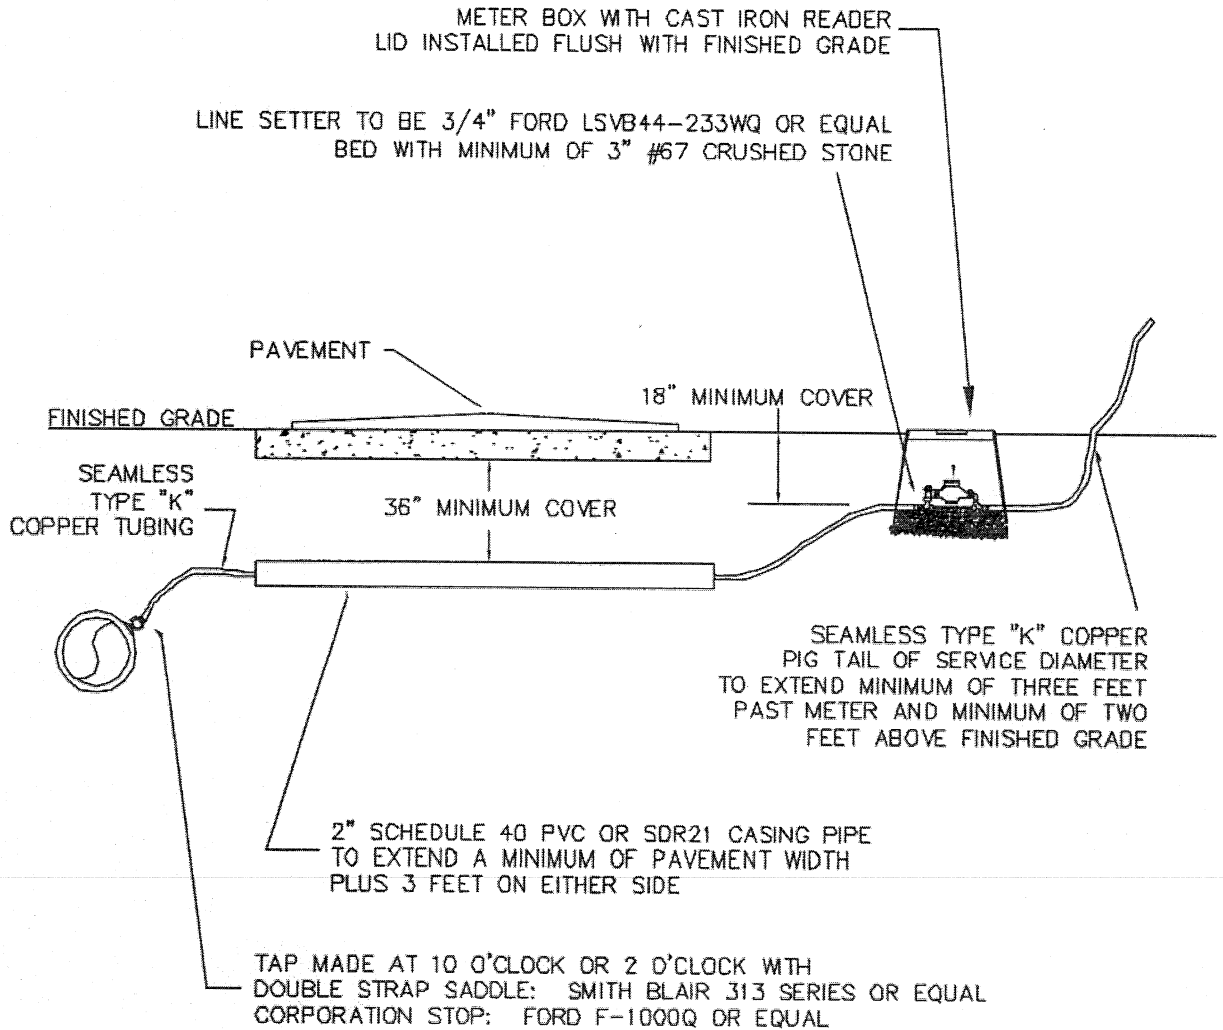 METER BOX WITH CAST IRON READER
LID INSTALLED FLUSH WITH FINISHED GRADE
LINE SETTER TO BE 3/4" FORD LSVB44-233WQ OR EQUAL
BED WITH MINIMUM OF 3" #67 CRUSHED STONE
PAVEMENT
18" MINIMUM COVER
FINISHED GRADE
SEAMLESS
TYPE "K"
COPPER TUBING
36" MINIMUM COVER
SEAMLESS TYPE "K" COPPER
PIG TAIL OF SERVICE DIAMETER
TO EXTEND MINIMUM OF THREE FEET
PAST METER AND MINIMUM OF TWO
FEET ABOVE FINISHED GRADE
2" SCHEDULE 40 PVC OR SDR21 CASING PIPE
TO EXTEND A MINIMUM OF PAVEMENT WIDTH
PLUS 3 FEET ON EITHER SIDE
TAP MADE AT 10 O'CLOCK OR 2 O'CLOCK WITH
DOUBLE STRAP SADDLE: SMITH BLAIR 313 SERIES OR EQUAL
CORPORATION STOP: FORD F-1000Q OR EQUAL